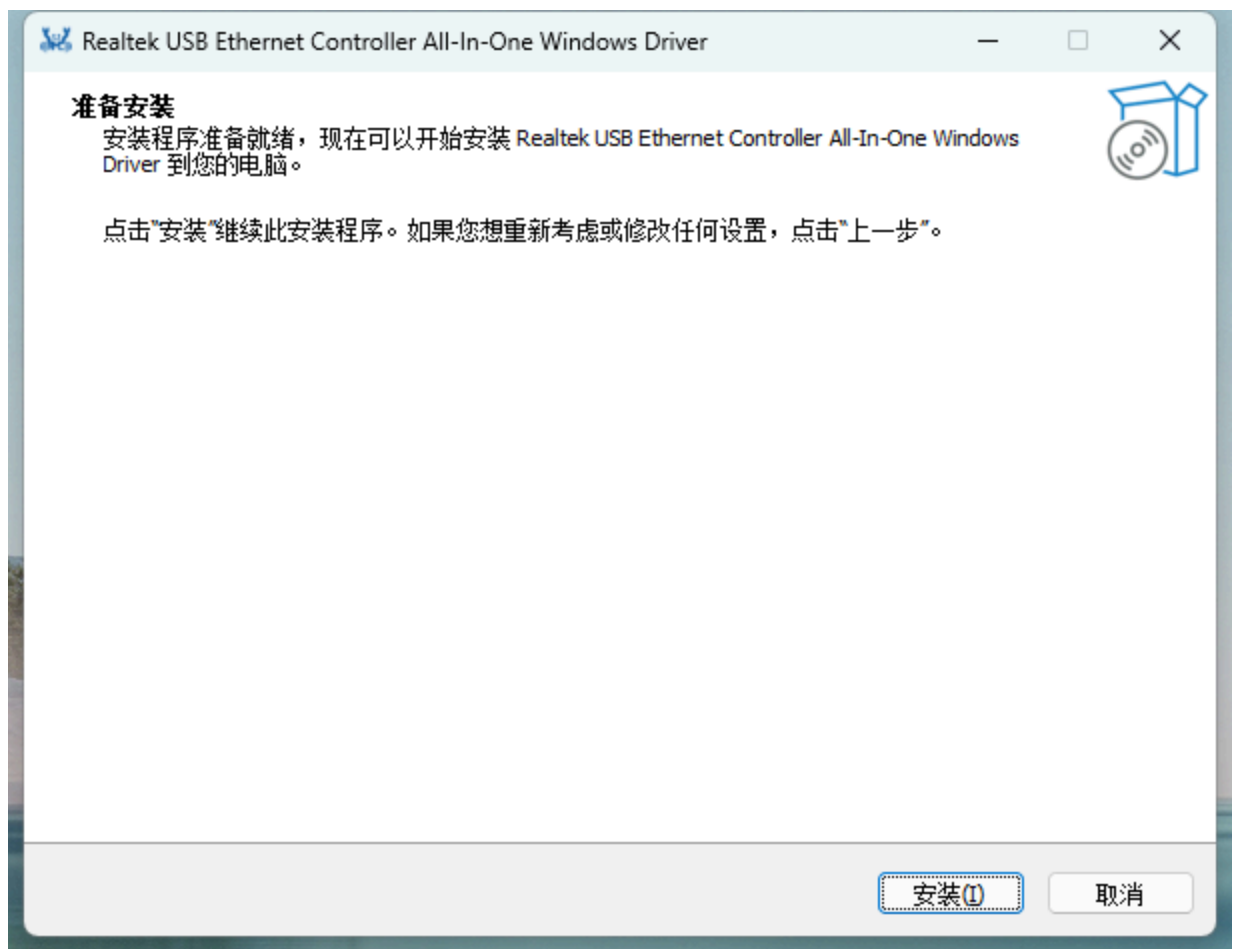 Realtek USB Ethernet Controller All-In-One Windows Driver
准备安装
安装程序准备就绪，现在可以开始安装 Realtek USB Ethernet Controller All-In-One Windows
Driver 到您的电脑。
点击"安装"继续此安装程序。如果您想重新考虑或修改任何设置，点击"上一步"。
安装(I)
取消